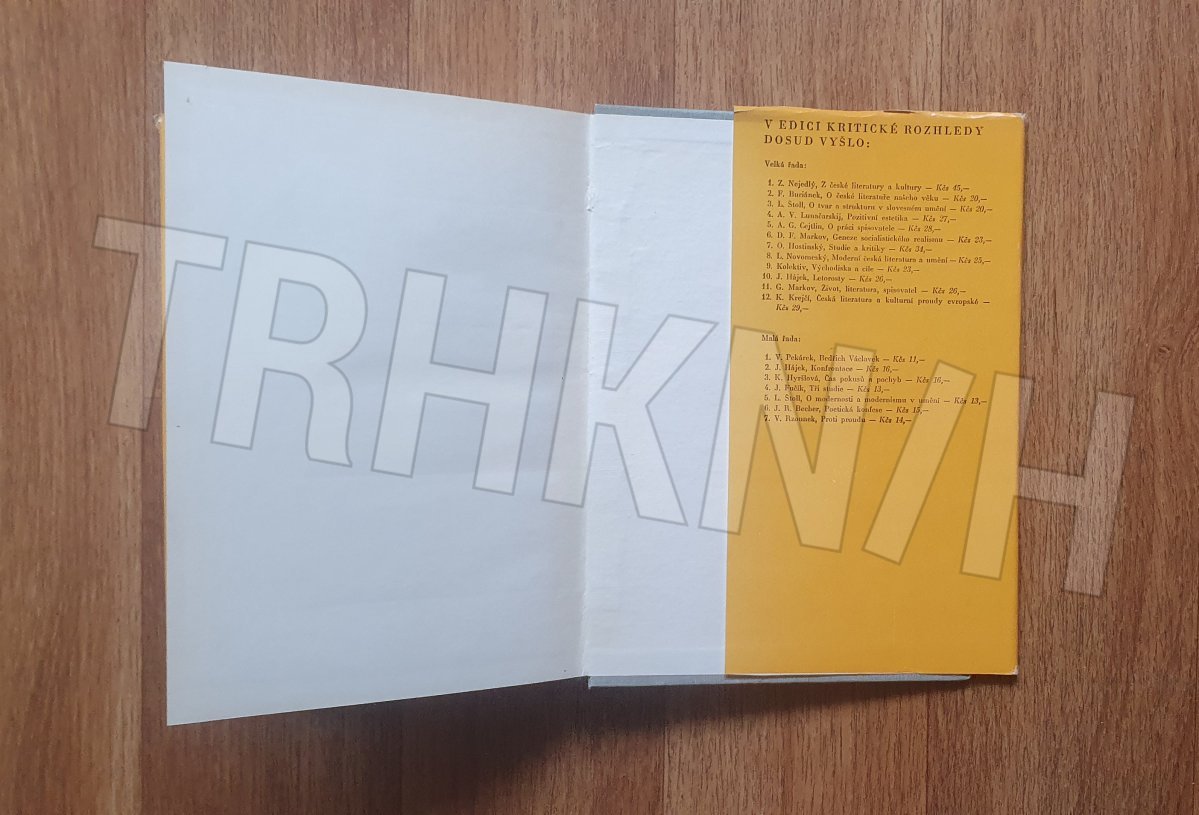 V EDICI KRITICKÉ ROZHLEDY
DOSUD VYŠLO:
Velká řada:
1. Z. Nejedlý, Z české literatury a kultury — Kčs 45,—
2. F. Buriánek, O české literatuře našeho věku — Kčs 20,—
3. L. Štoll, O tvar a strukturu v slovesném umění — Kčs 20,—
4. A. V. Lunačarskij, Pozitivní estetika — Kčs 27,—
5. A. G. Cejtlin, O práci spisovatele — Kčs 28,—
6. D. F. Markov, Geneze socialistického realismu — Kčs 23,—
7. O. Hostinský, Studie a kritiky — Kčs 34,—
8. L. Novomeský, Moderní česká literatura a umění — Kčs 25,—
9. Kolektiv, Východiska a cíle — Kčs 23,—
10. J. Hájek, Letorosty — Kčs 26,—
11. G. Markov, Život, literatura, spisovatel — Kčs 26,—
12. K. Krejčí, Česká literatura a kulturní proudy evropské —
Kčs 29,—
Malá řada:
1. V. Pekárek, Bedřich Václavek — Kčs 11,—
2. J. Hájek, Konfrontace — Kčs 16,—
3. K. Hyršlová, Čas pokusů a pochyb — Kčs 16,—
4. J. Fučík, Tři studie — Kčs 13,—
5. L. Štoll, O modernosti a modernismu v umění — Kčs 13,—
6. J. R. Becher, Poetická konfese — Kčs 15,—
7. V. Rzounek, Proti proudu — Kčs 14,—
TRHKNIH